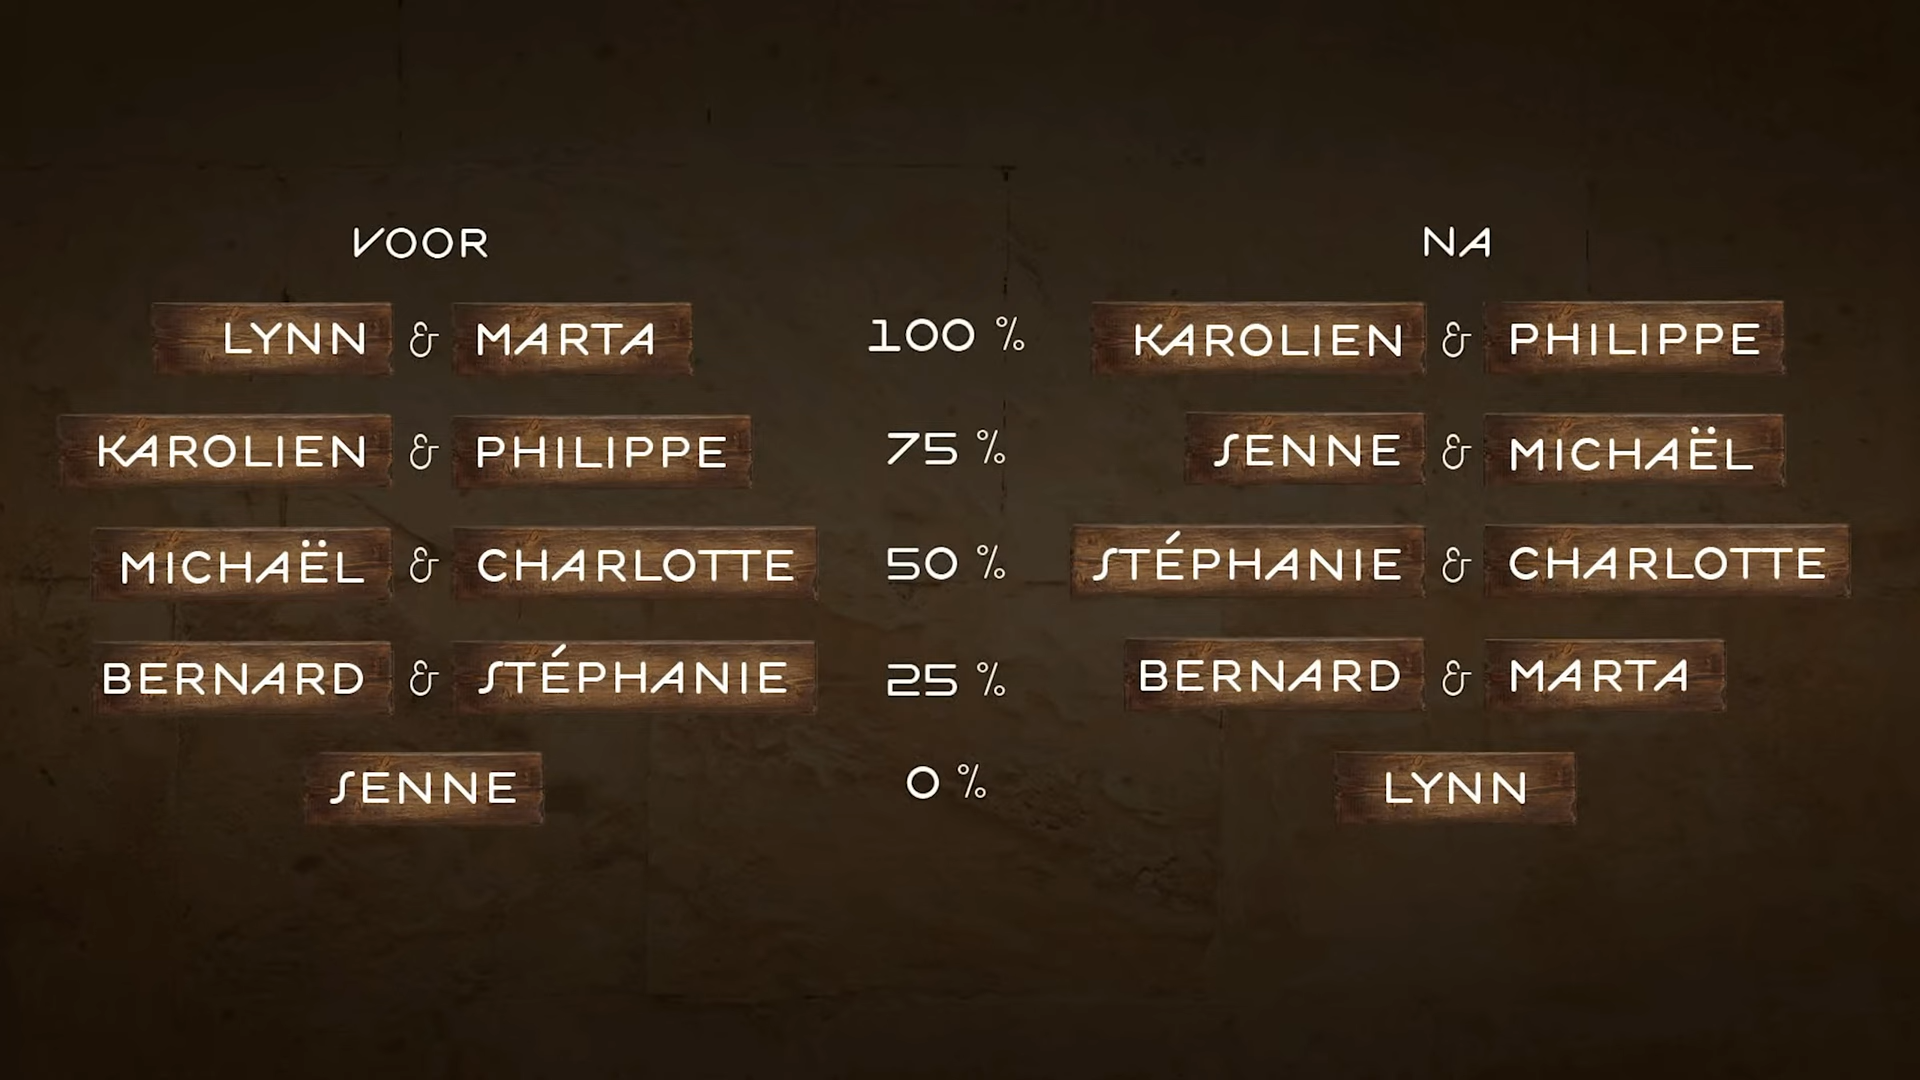 VOOR NA
LYNN & MARTA 100 % KAROLIEN & PHILIPPE
KAROLIEN & PHILIPPE 75 % SENNE & MICHAËL
MICHAËL & CHARLOTTE 50 % STÉPHANIE & CHARLOTTE
BERNARD & STÉPHANIE 25 % BERNARD & MARTA
SENNE 0 % LYNN